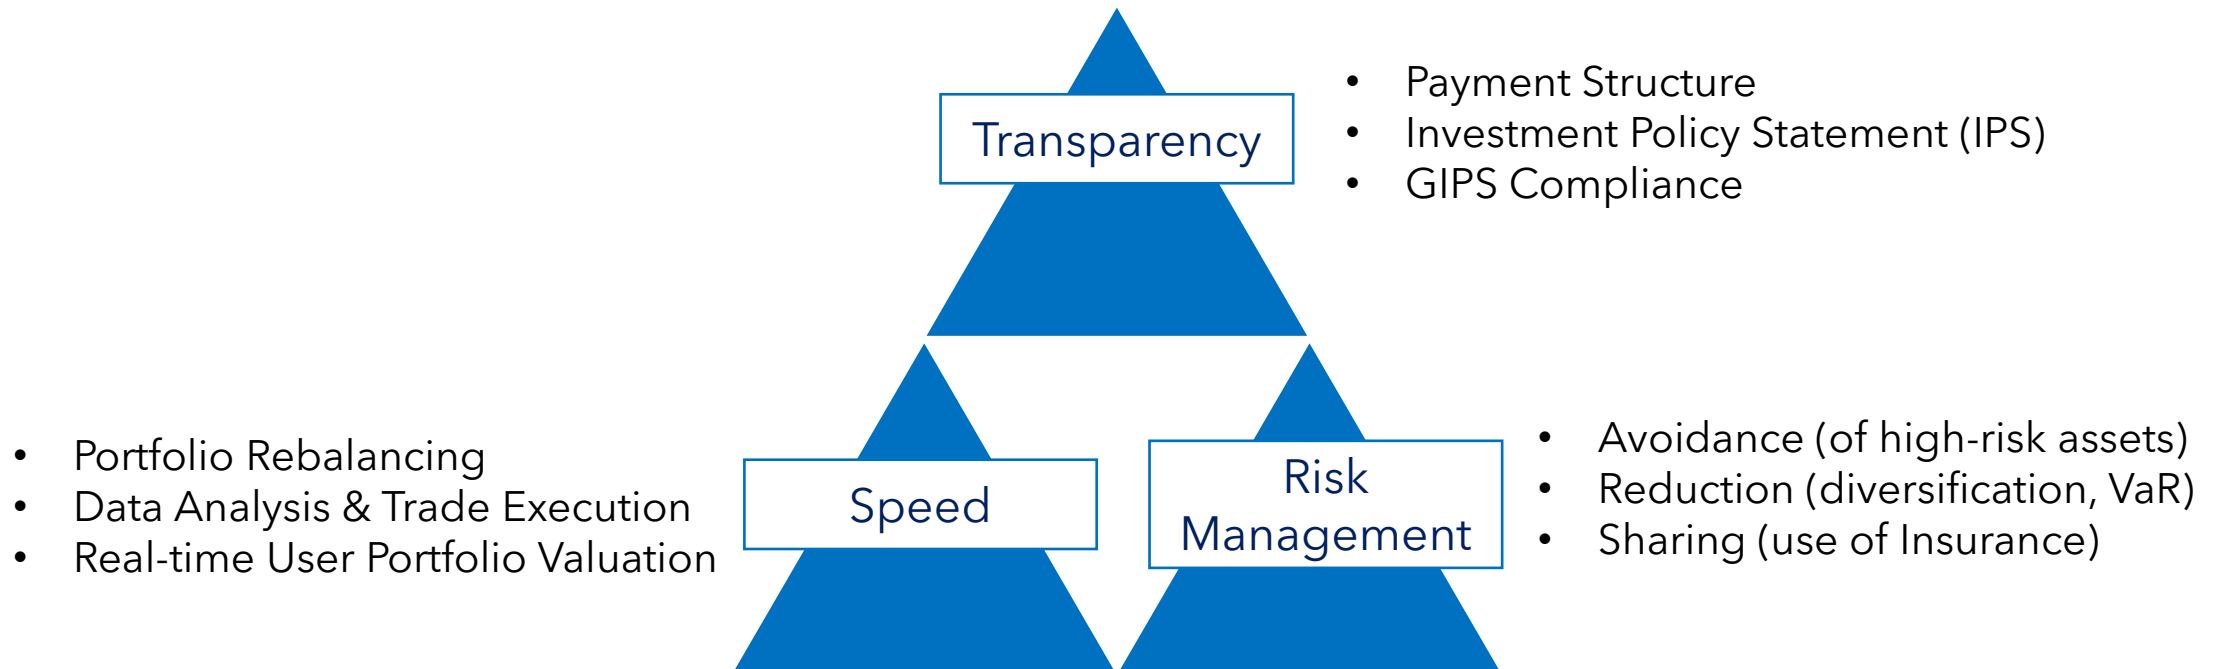 Transparency
• Payment Structure
• Investment Policy Statement (IPS)
• GIPS Compliance
• Portfolio Rebalancing
• Data Analysis & Trade Execution
• Real-time User Portfolio Valuation
Speed
Risk
Management
• Avoidance (of high-risk assets)
• Reduction (diversification, VaR)
• Sharing (use of Insurance)